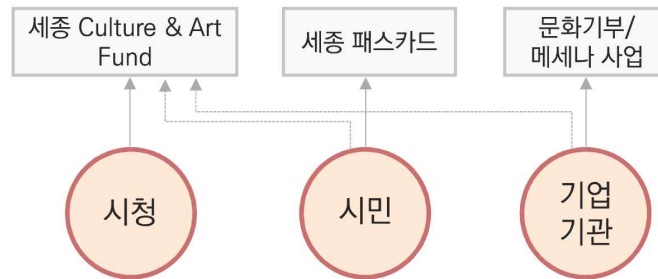 세종 Culture & Art
Fund
세종 패스카드
문화기부/
메세나 사업
시청
시민
기업
기관